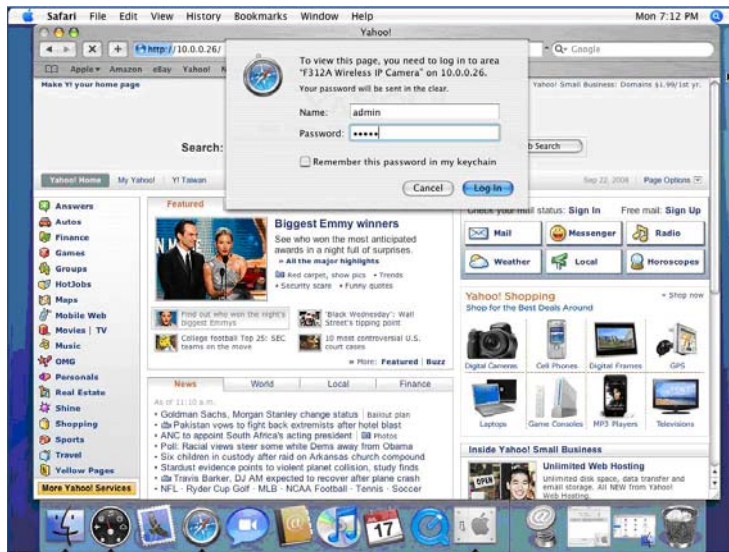 Safari File Edit View History Bookmarks Window Help Mon 7:12 PM
Yahoo!
http://10.0.0.26/
Google
Apple Amazon eBay Yahoo!
To view this page, you need to log in to area
"F312A Wireless IP Camera" on 10.0.0.26.
Your password will be sent in the clear.
Name: admin
Password: •••••
Remember this password in my keychain
Cancel Log In
Make Y! your home page
Yahoo! Small Business: Domains $1.99/1st yr.
Search:
Search
Yahoo! Home My Yahoo! Y! Taiwan Sep 22, 2008 Page Options
Answers
Autos
Finance
Games
Groups
HotJobs
Maps
Mobile Web
Movies | TV
Music
OMG
Personals
Real Estate
Shine
Shopping
Sports
Travel
Yellow Pages
More Yahoo! Services
Featured
Biggest Emmy winners
See who won the most anticipated
awards in a night full of surprises.
» All the major highlights
Red carpet, show pics • Trends
• Security scare • Funny quotes
Find out who won the night's
biggest Emmys
'Black Wednesday': Wall
Street's tipping point
College football Top 25: SEC
teams on the move
10 most controversial U.S.
court cases
» More: Featured | Buzz
News World Local Finance
As of 11:10 a.m.
• Goldman Sachs, Morgan Stanley change status | Bailout plan
• Pakistan vows to fight back extremists after hotel blast
• ANC to appoint South Africa's acting president | Photos
• Poll: Racial views steer some white Dems away from Obama
• Six children in custody after raid on Arkansas church compound
• Stardust evidence points to violent planet collision, study finds
• Travis Barker, DJ AM expected to recover after plane crash
• NFL - Ryder Cup Golf - MLB - NCAA Football - Tennis - Soccer
Check your mail status: Sign In Free mail: Sign Up
Mail Messenger Radio
Weather Local Horoscopes
Yahoo! Shopping • Shop now
Shop for the Best Deals Around
Digital Cameras Cell Phones Digital Frames GPS
Laptops Game Consoles MP3 Players Televisions
Inside Yahoo! Small Business
OPEN
Unlimited Web Hosting
Unlimited disk space, data transfer and
email storage. All NEW from Yahoo!
Web Hosting.
JUL
17